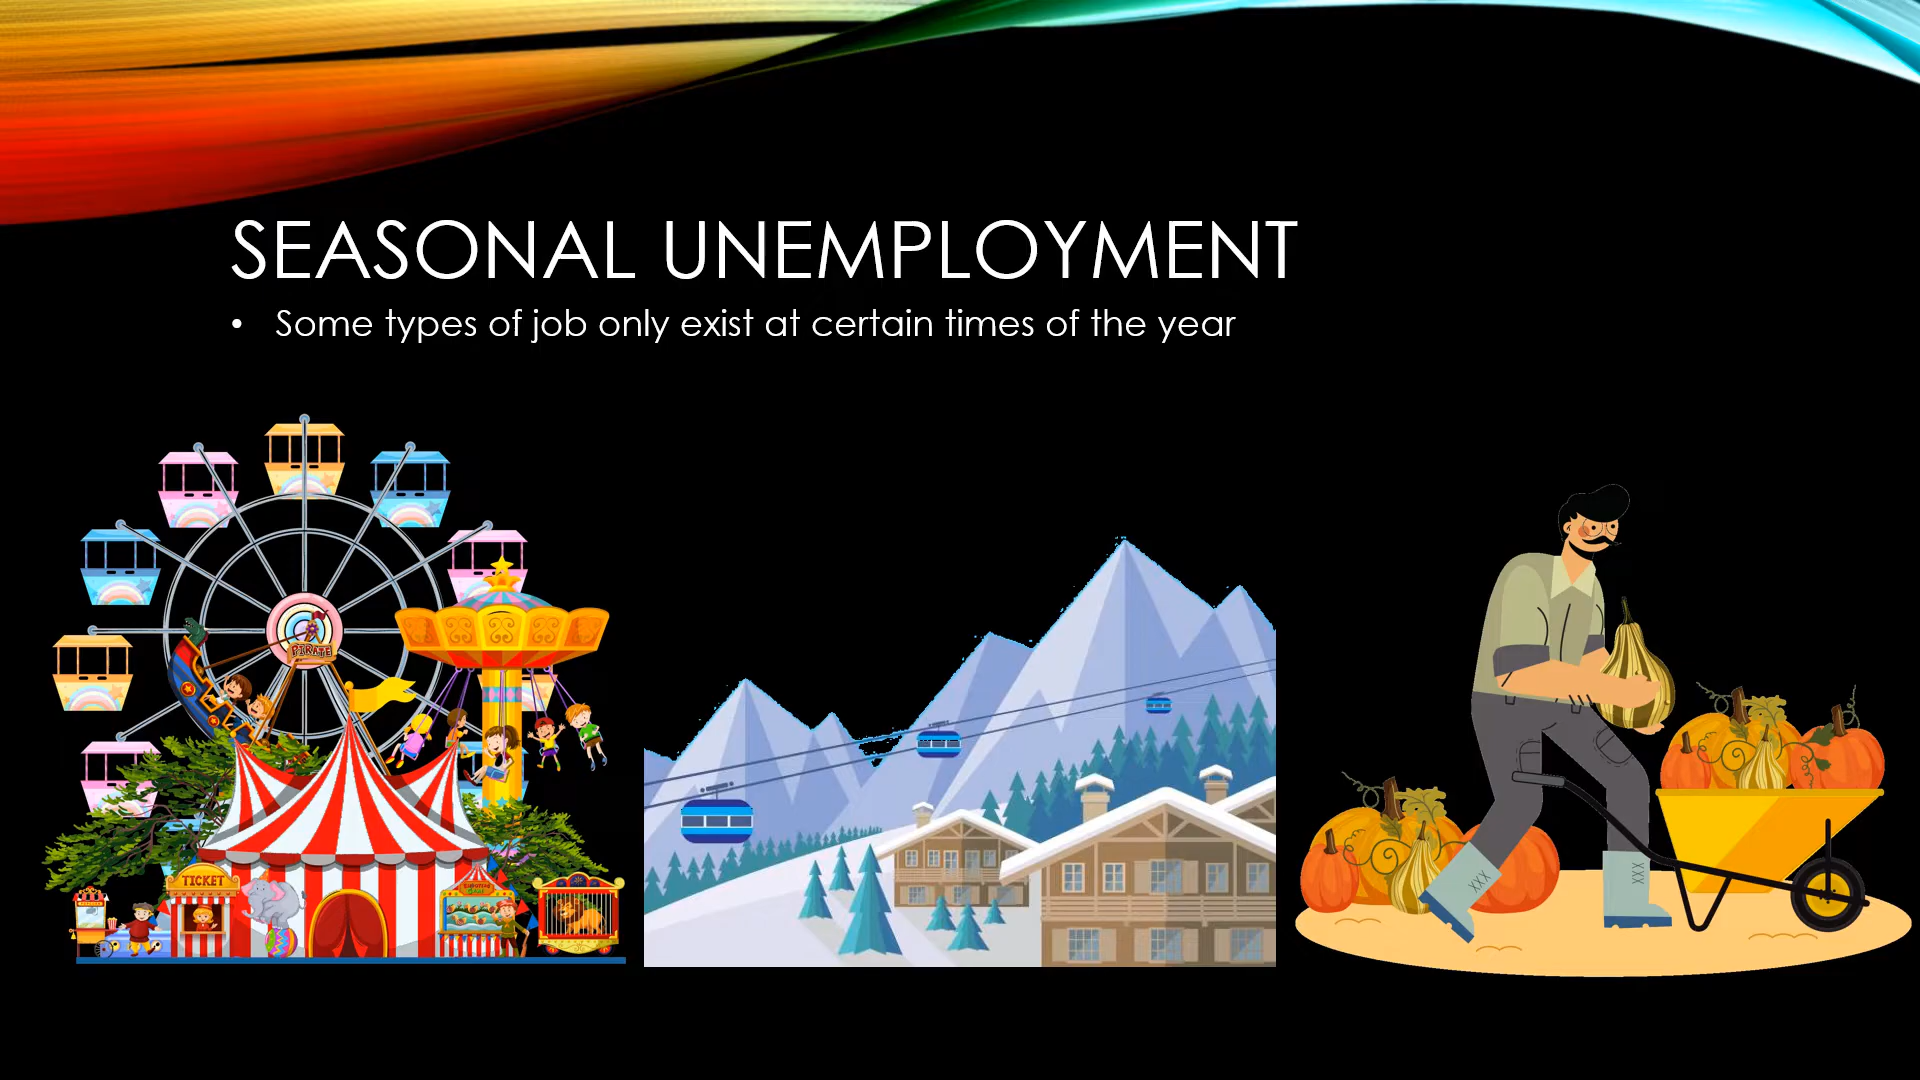 SEASONAL UNEMPLOYMENT
• Some types of job only exist at certain times of the year
PIRATE
TICKET